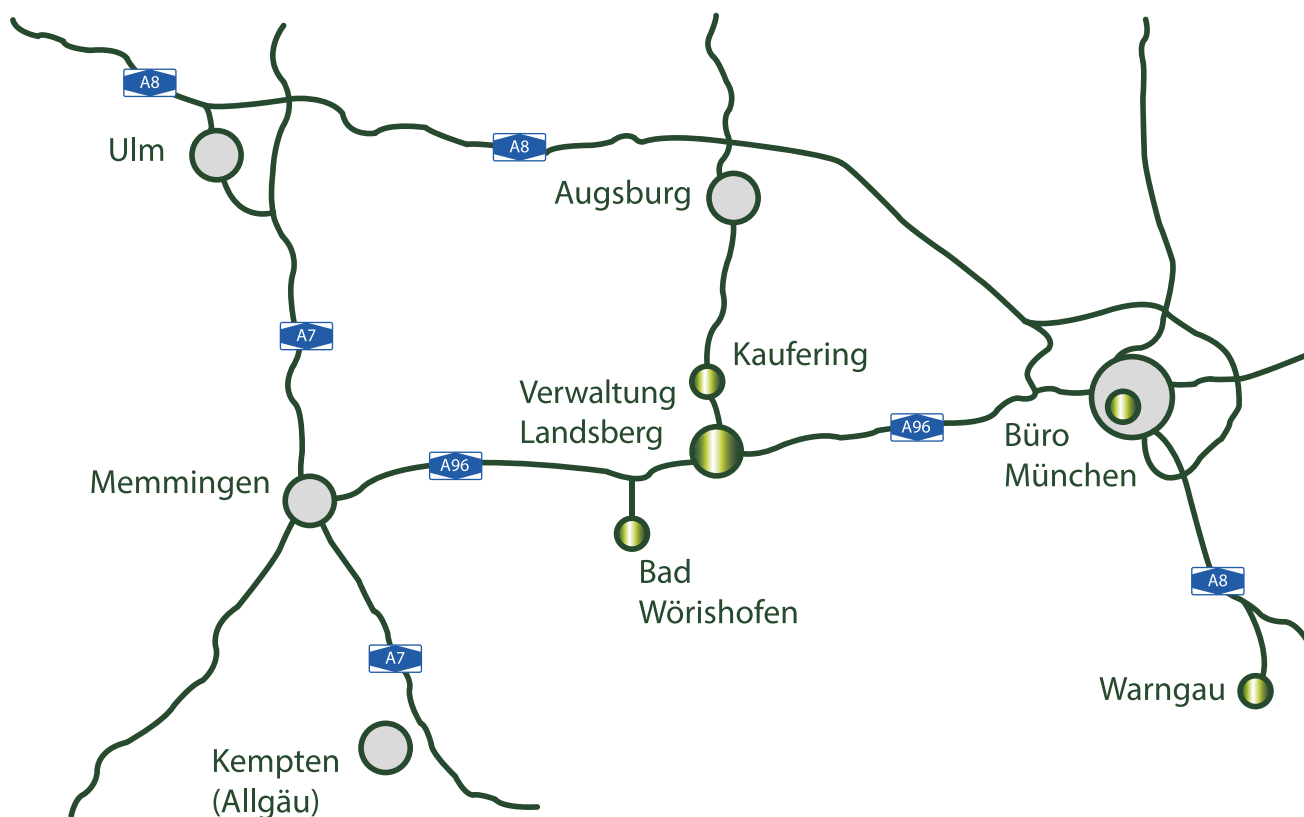 A8
Ulm
A8
Augsburg
A7
Kaufering
Verwaltung
Landsberg
A96
Büro
München
A96
Memmingen
Bad
Wörishofen
A8
A7
Warngau
Kempten
(Allgäu)